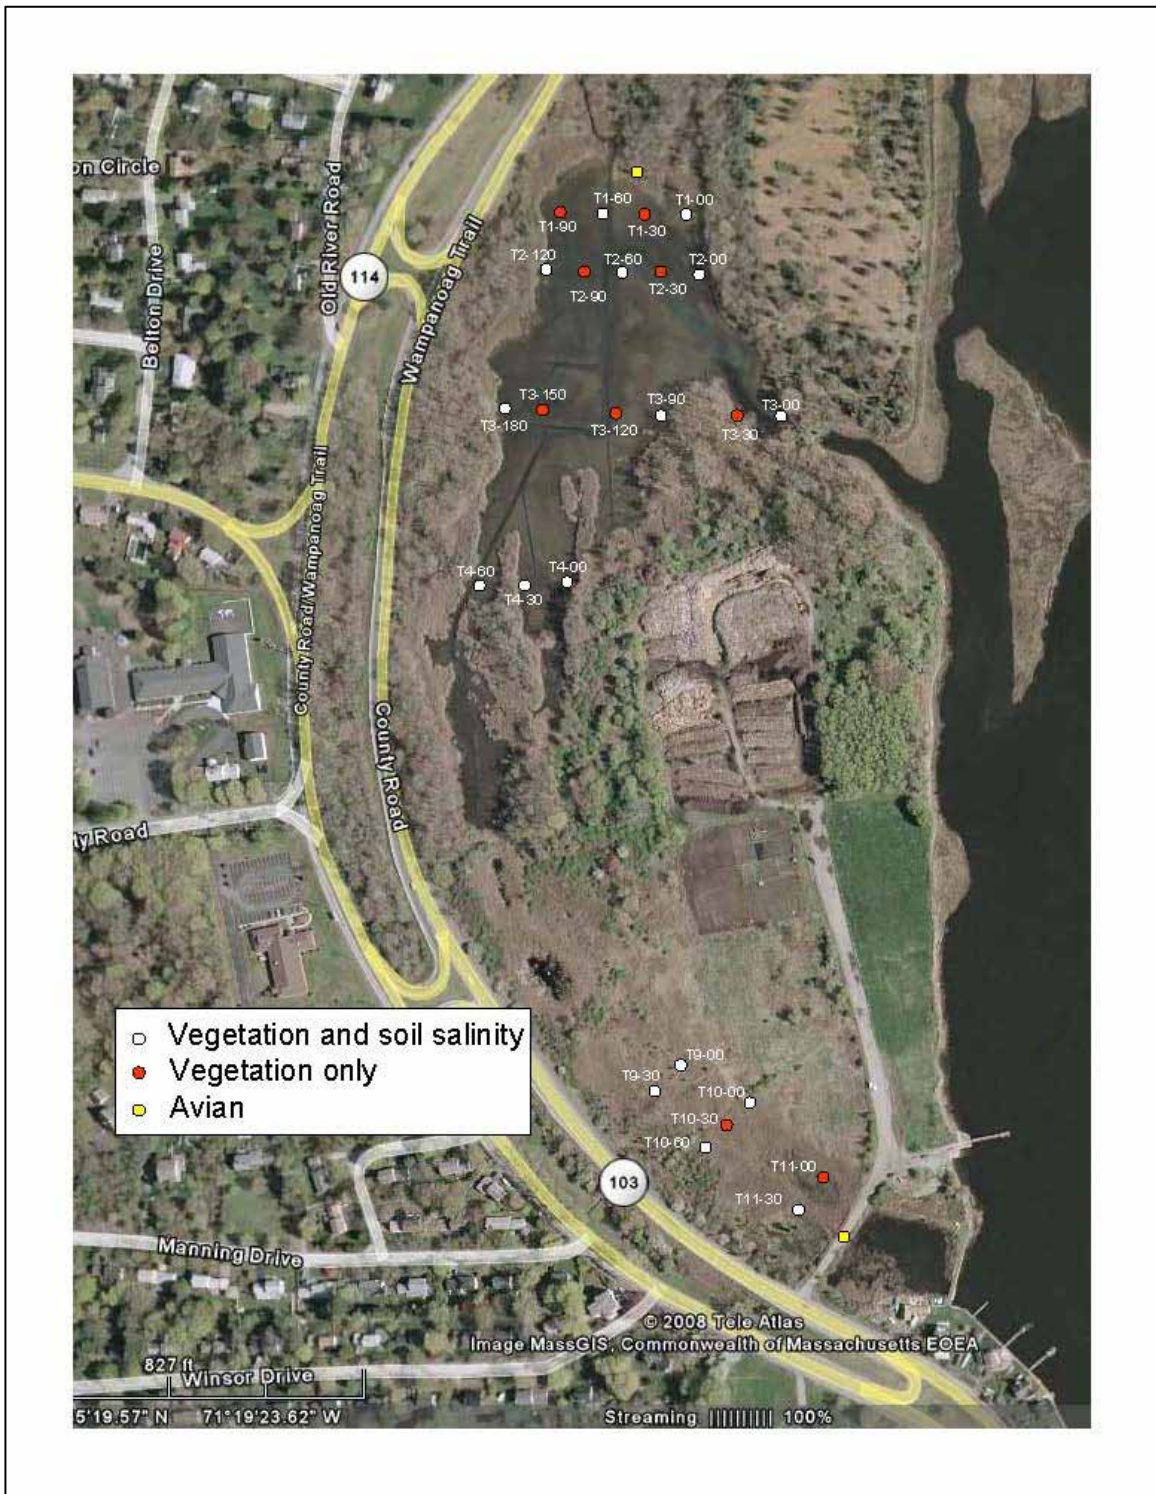 on Circle
T1-60
T1-00
T1-90
T1-30
T2-120
T2-60
T2-00
T2-90
T2-30
Old River Road
Belton Drive
114
Wampanoag Trail
T3-150
T3-90
T3-00
T3-180
T3-120
T3-30
County Road/Wampanoag Trail
T4-60
T4-00
T4-30
County Road
ty Road
Vegetation and soil salinity
Vegetation only
Avian
T9-00
T9-30
T10-00
T10-30
T10-60
T11-00
T11-30
103
Manning Drive
© 2008 Tele Atlas
Image MassGIS, Commonwealth of Massachusetts EOEA
827 ft
Winsor Drive
5'19.57" N 71°19'23.62" W Streaming |||||||||| 100%